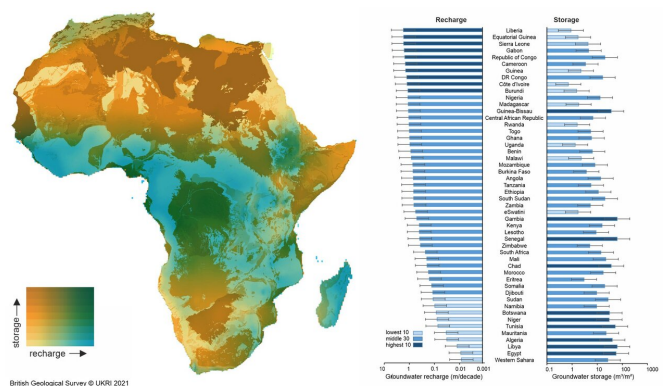 Recharge
Storage
Liberia
Equatorial Guinea
Sierra Leone
Gabon
Republic of Congo
Cameroon
Guinea
DR Congo
Côte d'Ivoire
Burundi
Nigeria
Madagascar
Guinea-Bissau
Central African Republic
Rwanda
Togo
Ghana
Uganda
Benin
Malawi
Mozambique
Burkina Faso
Angola
Tanzania
Ethiopia
South Sudan
Zambia
eSwatini
Gambia
Kenya
Lesotho
Senegal
Zimbabwe
South Africa
Mali
Chad
Morocco
Eritrea
Somalia
Djibouti
Sudan
Namibia
Botswana
Niger
Tunisia
Mauritania
Algeria
Libya
Egypt
Western Sahara
lowest 10
middle 30
highest 10
10 1 0.1 0.01 0.001
0.1 1 10 100
Groundwater recharge (m/decade)
Groundwater storage (m³/m²)
storage
recharge
British Geological Survey © UKRI 2021